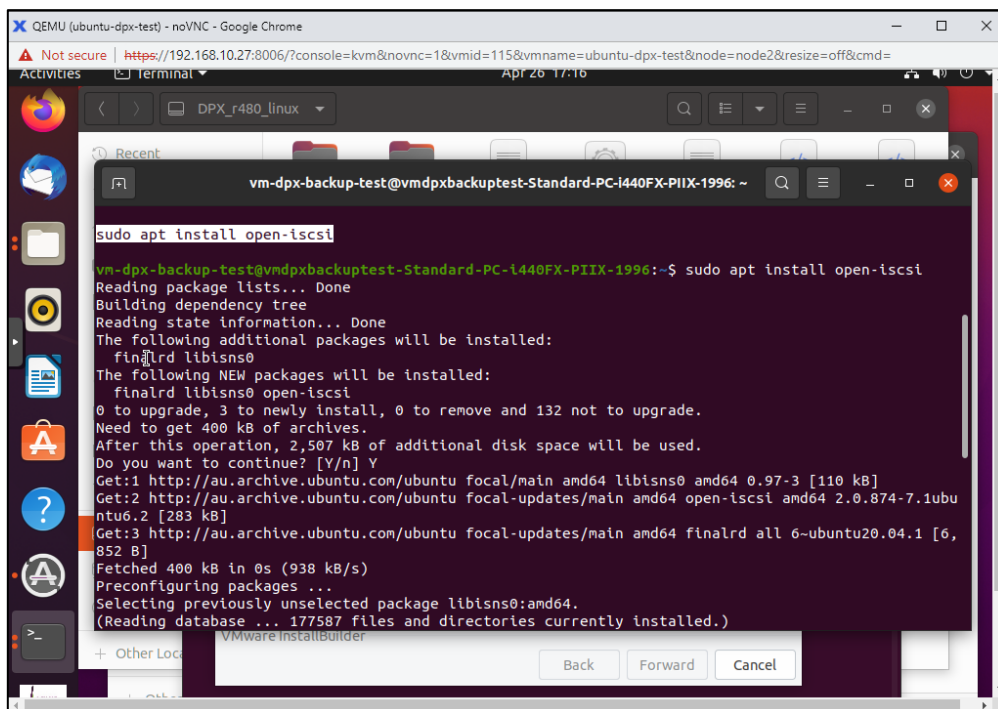 QEMU (ubuntu-dpx-test) - noVNC - Google Chrome
Not secure | https://192.168.10.27:8006/?console=kvm&novnc=1&vmid=115&vmname=ubuntu-dpx-test&node=node2&resize=off&cmd=
Activities Terminal Apr 26 17:16
DPX_r480_linux
Recent
vm-dpx-backup-test@vmdpxbackuptest-Standard-PC-i440FX-PIIX-1996: ~
sudo apt install open-iscsi
vm-dpx-backup-test@vmdpxbackuptest-Standard-PC-i440FX-PIIX-1996:~$ sudo apt install open-iscsi
Reading package lists... Done
Building dependency tree
Reading state information... Done
The following additional packages will be installed:
finalrd libisns0
The following NEW packages will be installed:
finalrd libisns0 open-iscsi
0 to upgrade, 3 to newly install, 0 to remove and 132 not to upgrade.
Need to get 400 kB of archives.
After this operation, 2,507 kB of additional disk space will be used.
Do you want to continue? [Y/n] Y
Get:1 http://au.archive.ubuntu.com/ubuntu focal/main amd64 libisns0 amd64 0.97-3 [110 kB]
Get:2 http://au.archive.ubuntu.com/ubuntu focal-updates/main amd64 open-iscsi amd64 2.0.874-7.1ubu
ntu6.2 [283 kB]
Get:3 http://au.archive.ubuntu.com/ubuntu focal-updates/main amd64 finalrd all 6~ubuntu20.04.1 [6,
852 B]
Fetched 400 kB in 0s (938 kB/s)
Preconfiguring packages ...
Selecting previously unselected package libisns0:amd64.
(Reading database ... 177587 files and directories currently installed.)
VMware InstallBuilder
+ Other Loca
Back Forward Cancel